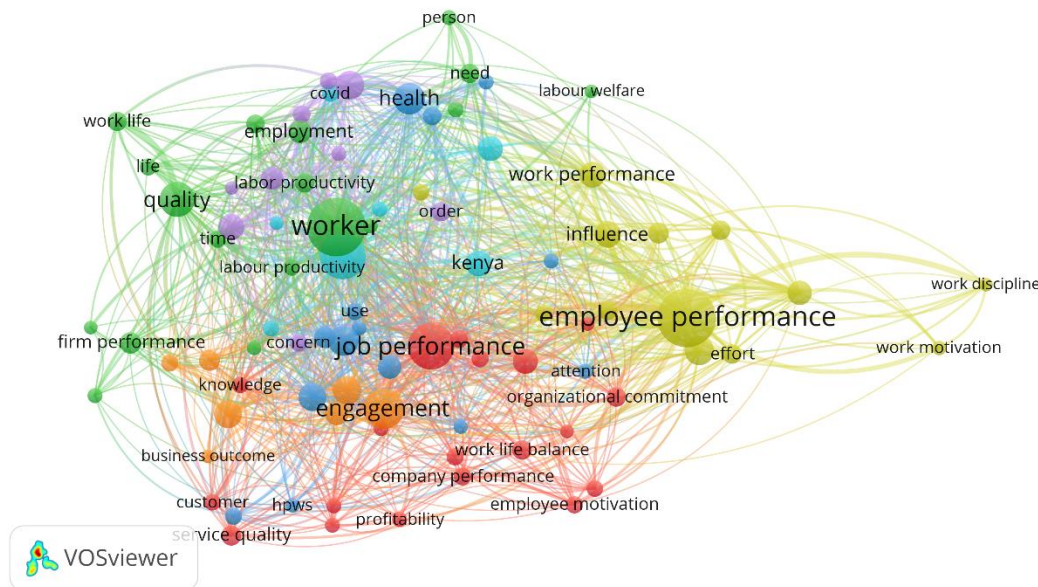 person
need
covid
health
labour welfare
work life
employment
life
labor productivity
work performance
quality
order
worker
time
influence
labour productivity
kenya
work discipline
use
employee performance
firm performance
concern
job performance
effort
work motivation
knowledge
attention
organizational commitment
engagement
business outcome
work life balance
company performance
customer
hpws
employee motivation
profitability
service quality
VOSviewer